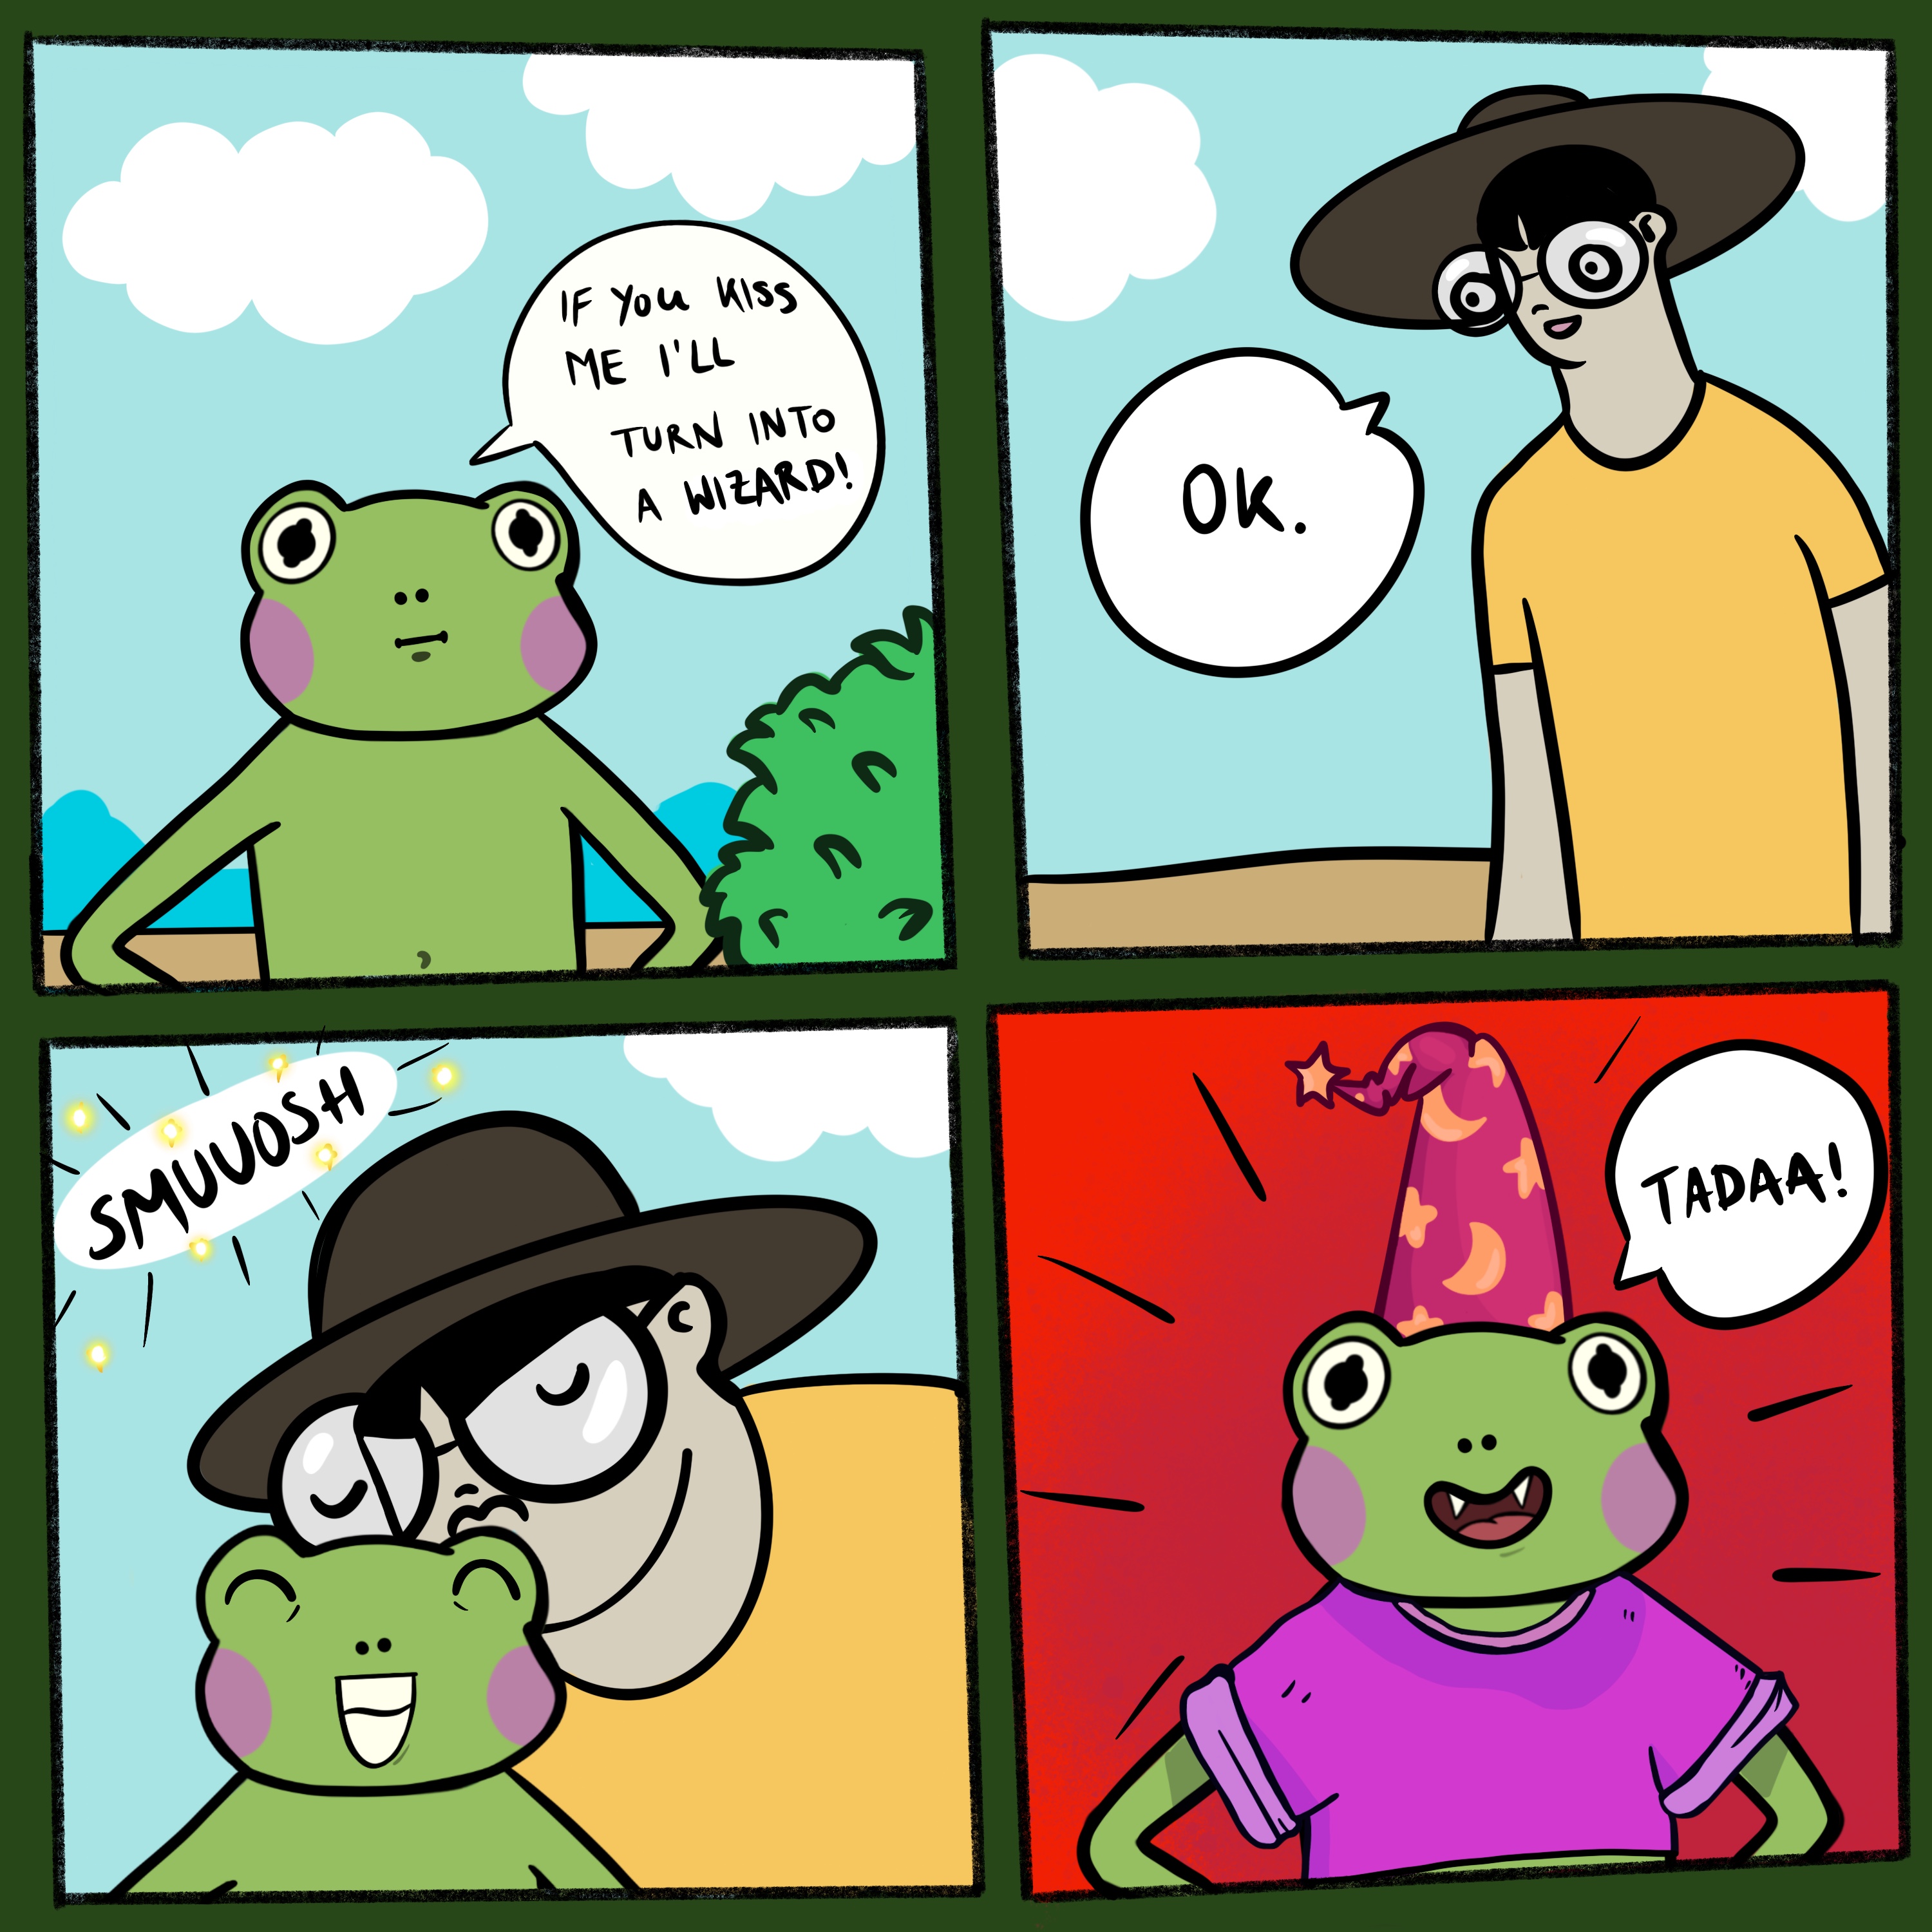 IF YOU KISS
ME I'LL
TURN INTO
A WIZARD!
OK.
SMUUOSH
TADAA!